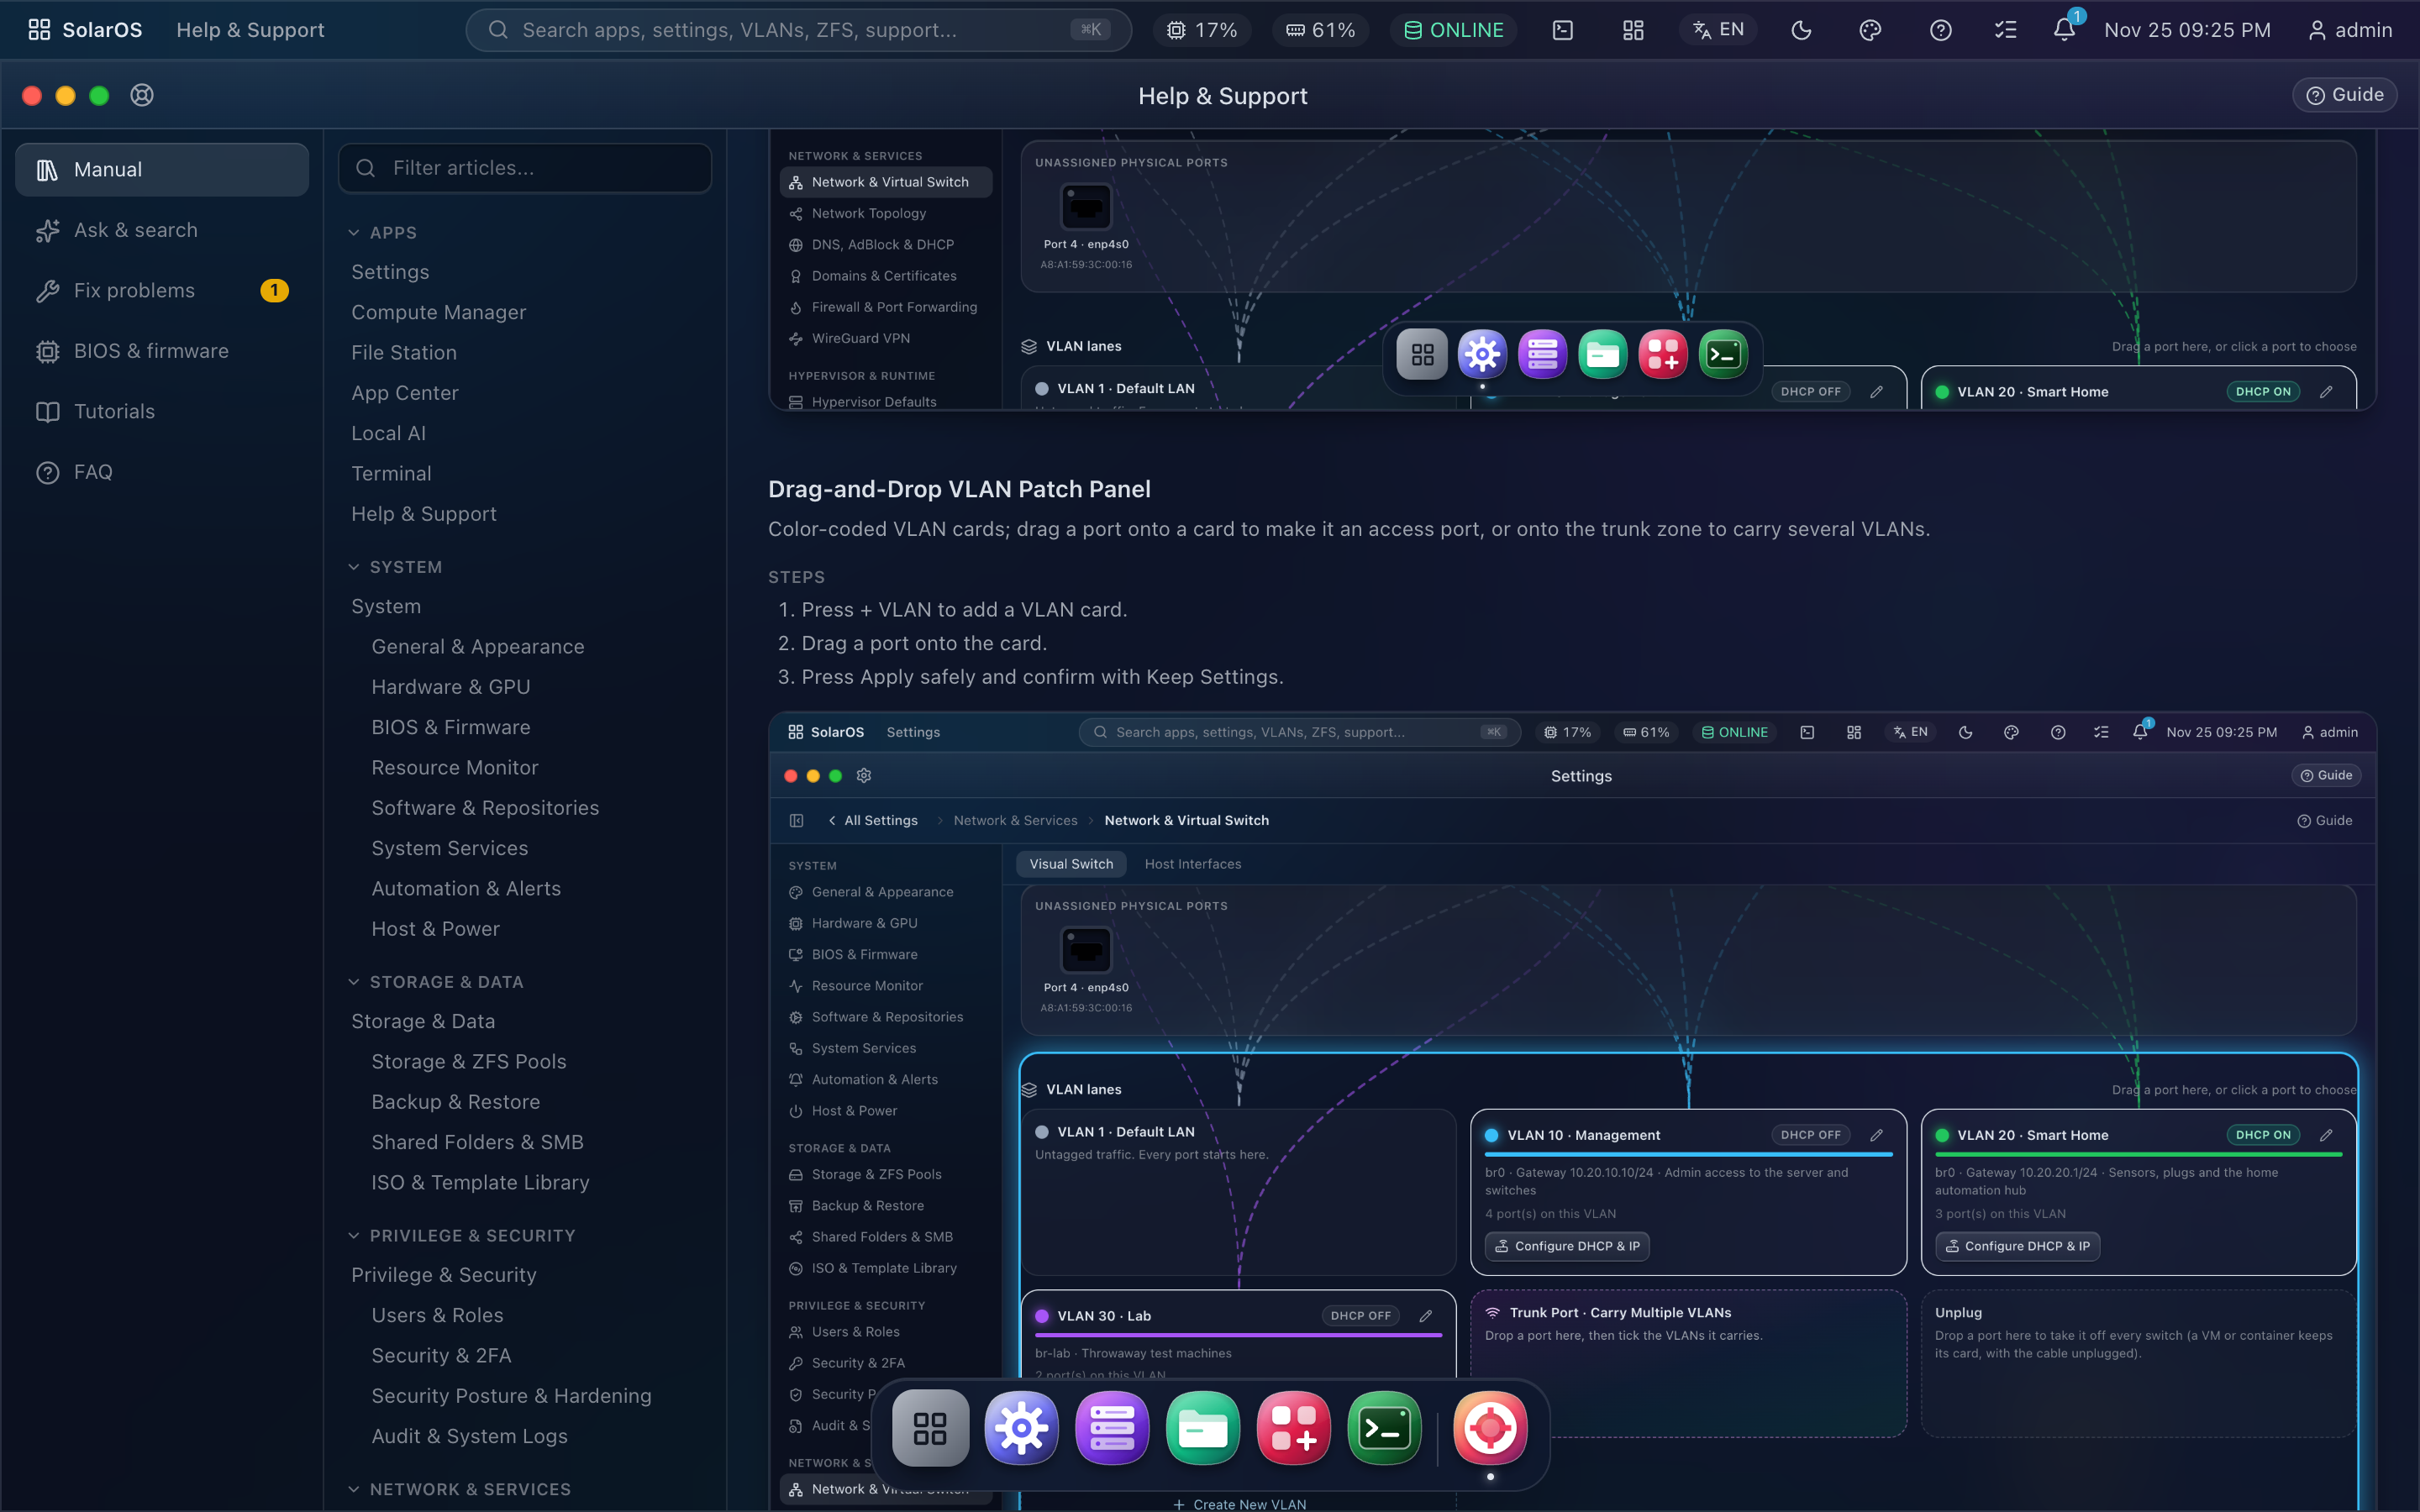 SolarOS
Help & Support
Search apps, settings, VLANs, ZFS, support...
⌘K
17%
61%
ONLINE
EN
1
Nov 25 09:25 PM
admin
Help & Support
Guide
Manual
Ask & search
Fix problems
1
BIOS & firmware
Tutorials
FAQ
Filter articles...
APPS
Settings
Compute Manager
File Station
App Center
Local AI
Terminal
Help & Support
SYSTEM
System
General & Appearance
Hardware & GPU
BIOS & Firmware
Resource Monitor
Software & Repositories
System Services
Automation & Alerts
Host & Power
STORAGE & DATA
Storage & Data
Storage & ZFS Pools
Backup & Restore
Shared Folders & SMB
ISO & Template Library
PRIVILEGE & SECURITY
Privilege & Security
Users & Roles
Security & 2FA
Security Posture & Hardening
Audit & System Logs
NETWORK & SERVICES
NETWORK & SERVICES
Network & Virtual Switch
Network Topology
DNS, AdBlock & DHCP
Domains & Certificates
Firewall & Port Forwarding
WireGuard VPN
HYPERVISOR & RUNTIME
Hypervisor Defaults
UNASSIGNED PHYSICAL PORTS
Port 4 · enp4s0
A8:A1:59:3C:00:16
VLAN lanes
Drag a port here, or click a port to choose
VLAN 1 · Default LAN
DHCP OFF
VLAN 20 · Smart Home
DHCP ON
Drag-and-Drop VLAN Patch Panel
Color-coded VLAN cards; drag a port onto a card to make it an access port, or onto the trunk zone to carry several VLANs.
STEPS
1. Press + VLAN to add a VLAN card.
2. Drag a port onto the card.
3. Press Apply safely and confirm with Keep Settings.
SolarOS
Settings
Search apps, settings, VLANs, ZFS, support...
⌘K
17%
61%
ONLINE
EN
1
Nov 25 09:25 PM
admin
Settings
Guide
All Settings
Network & Services
Network & Virtual Switch
Guide
SYSTEM
General & Appearance
Hardware & GPU
BIOS & Firmware
Resource Monitor
Software & Repositories
System Services
Automation & Alerts
Host & Power
STORAGE & DATA
Storage & ZFS Pools
Backup & Restore
Shared Folders & SMB
ISO & Template Library
PRIVILEGE & SECURITY
Users & Roles
Security & 2FA
Security P
Audit & S
NETWORK & S
Network & Virtual Switch
Visual Switch
Host Interfaces
UNASSIGNED PHYSICAL PORTS
Port 4 · enp4s0
A8:A1:59:3C:00:16
VLAN lanes
Drag a port here, or click a port to choose
VLAN 1 · Default LAN
Untagged traffic. Every port starts here.
VLAN 10 · Management
DHCP OFF
br0 · Gateway 10.20.10.10/24 · Admin access to the server and
switches
4 port(s) on this VLAN
Configure DHCP & IP
VLAN 20 · Smart Home
DHCP ON
br0 · Gateway 10.20.20.1/24 · Sensors, plugs and the home
automation hub
3 port(s) on this VLAN
Configure DHCP & IP
VLAN 30 · Lab
DHCP OFF
br-lab · Throwaway test machines
2 port(s) on this VLAN
Trunk Port · Carry Multiple VLANs
Drop a port here, then tick the VLANs it carries.
Unplug
Drop a port here to take it off every switch (a VM or container keeps
its card, with the cable unplugged).
+ Create New VLAN